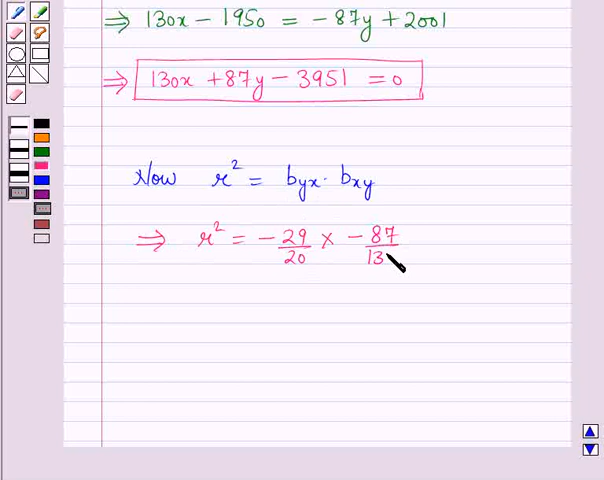 ⇒ 130x - 1950 = -87y + 2001
⇒ 130x + 87y - 3951 = 0
Now r² = byx · bxy
⇒ r² = -29/20 × -87/13